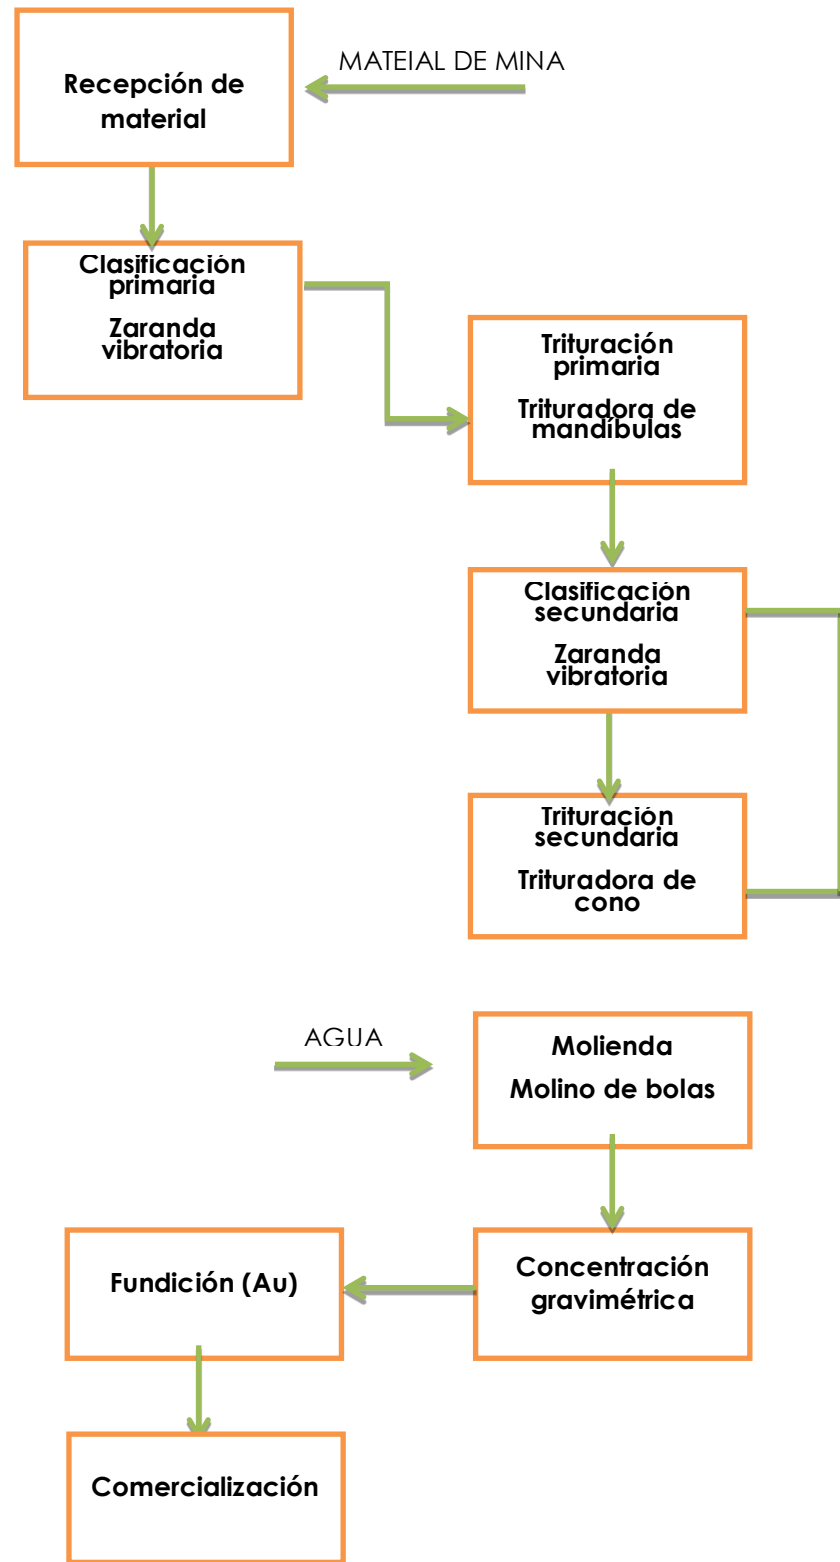 MATEIAL DE MINA
Recepción de
material
Clasificación
primaria
Zaranda
vibratoria
Trituración
primaria
Trituradora de
mandíbulas
Clasificación
secundaria
Zaranda
vibratoria
Trituración
secundaria
Trituradora de
cono
AGUA
Molienda
Molino de bolas
Concentración
gravimétrica
Fundición (Au)
Comercialización